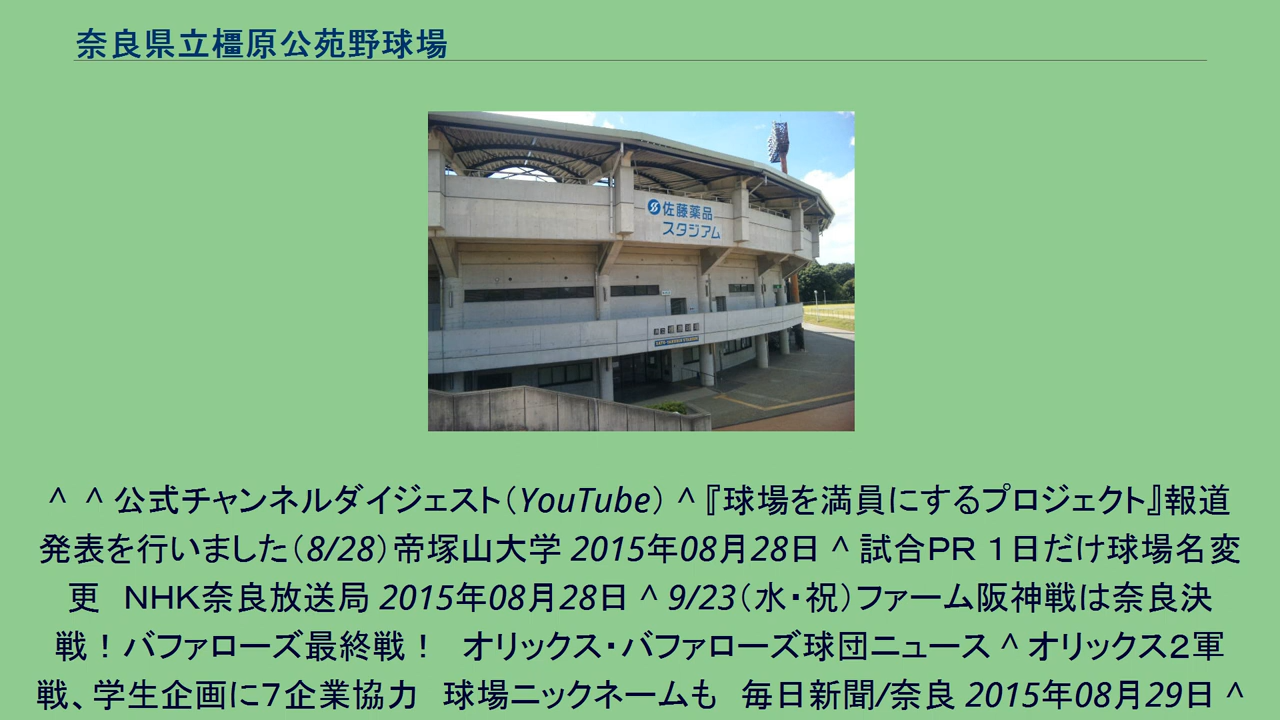 奈良県立橿原公苑野球場
佐藤薬品
スタジアム
^ ^ 公式チャンネルダイジェスト（YouTube） ^ 『球場を満員にするプロジェクト』報道
発表を行いました（8/28）帝塚山大学 2015年08月28日 ^ 試合ＰＲ １日だけ球場名変
更　ＮＨＫ奈良放送局 2015年08月28日 ^ 9/23（水・祝）ファーム阪神戦は奈良決
戦！バファローズ最終戦！　オリックス・バファローズ球団ニュース ^ オリックス２軍
戦、学生企画に７企業協力　球場ニックネームも　毎日新聞/奈良 2015年08月29日 ^